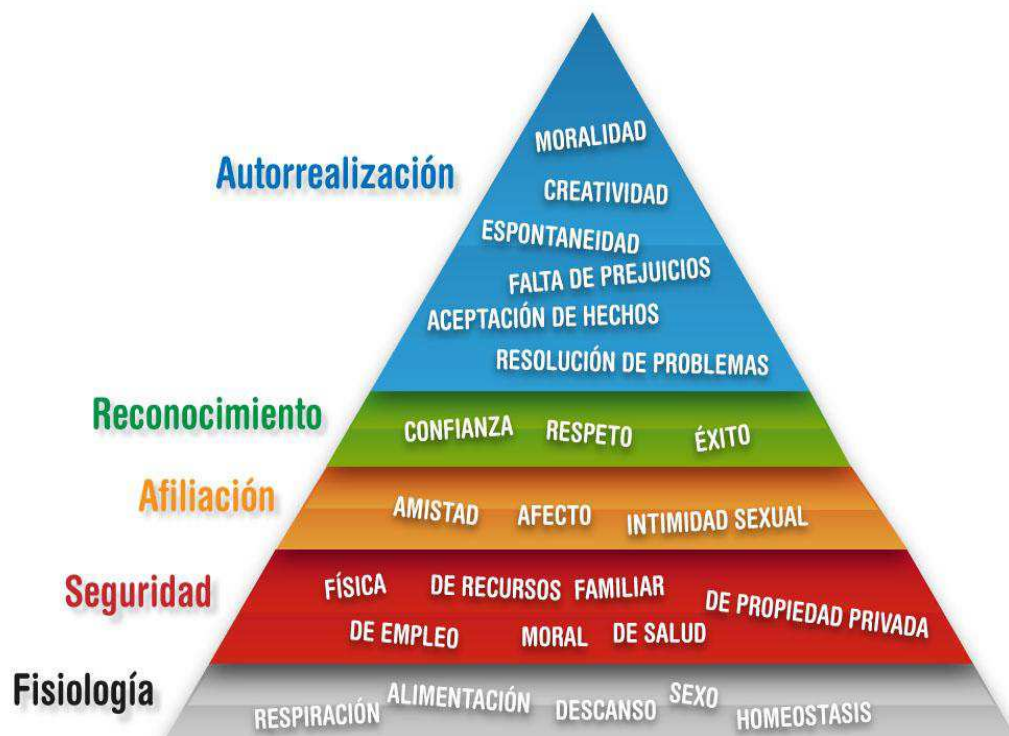 Autorrealización
MORALIDAD
CREATIVIDAD
ESPONTANEIDAD
FALTA DE PREJUICIOS
ACEPTACIÓN DE HECHOS
RESOLUCIÓN DE PROBLEMAS
Reconocimiento
CONFIANZA RESPETO ÉXITO
Afiliación
AMISTAD AFECTO INTIMIDAD SEXUAL
Seguridad
FÍSICA DE RECURSOS FAMILIAR DE PROPIEDAD PRIVADA
DE EMPLEO MORAL DE SALUD
Fisiología
RESPIRACIÓN ALIMENTACIÓN DESCANSO SEXO HOMEOSTASIS